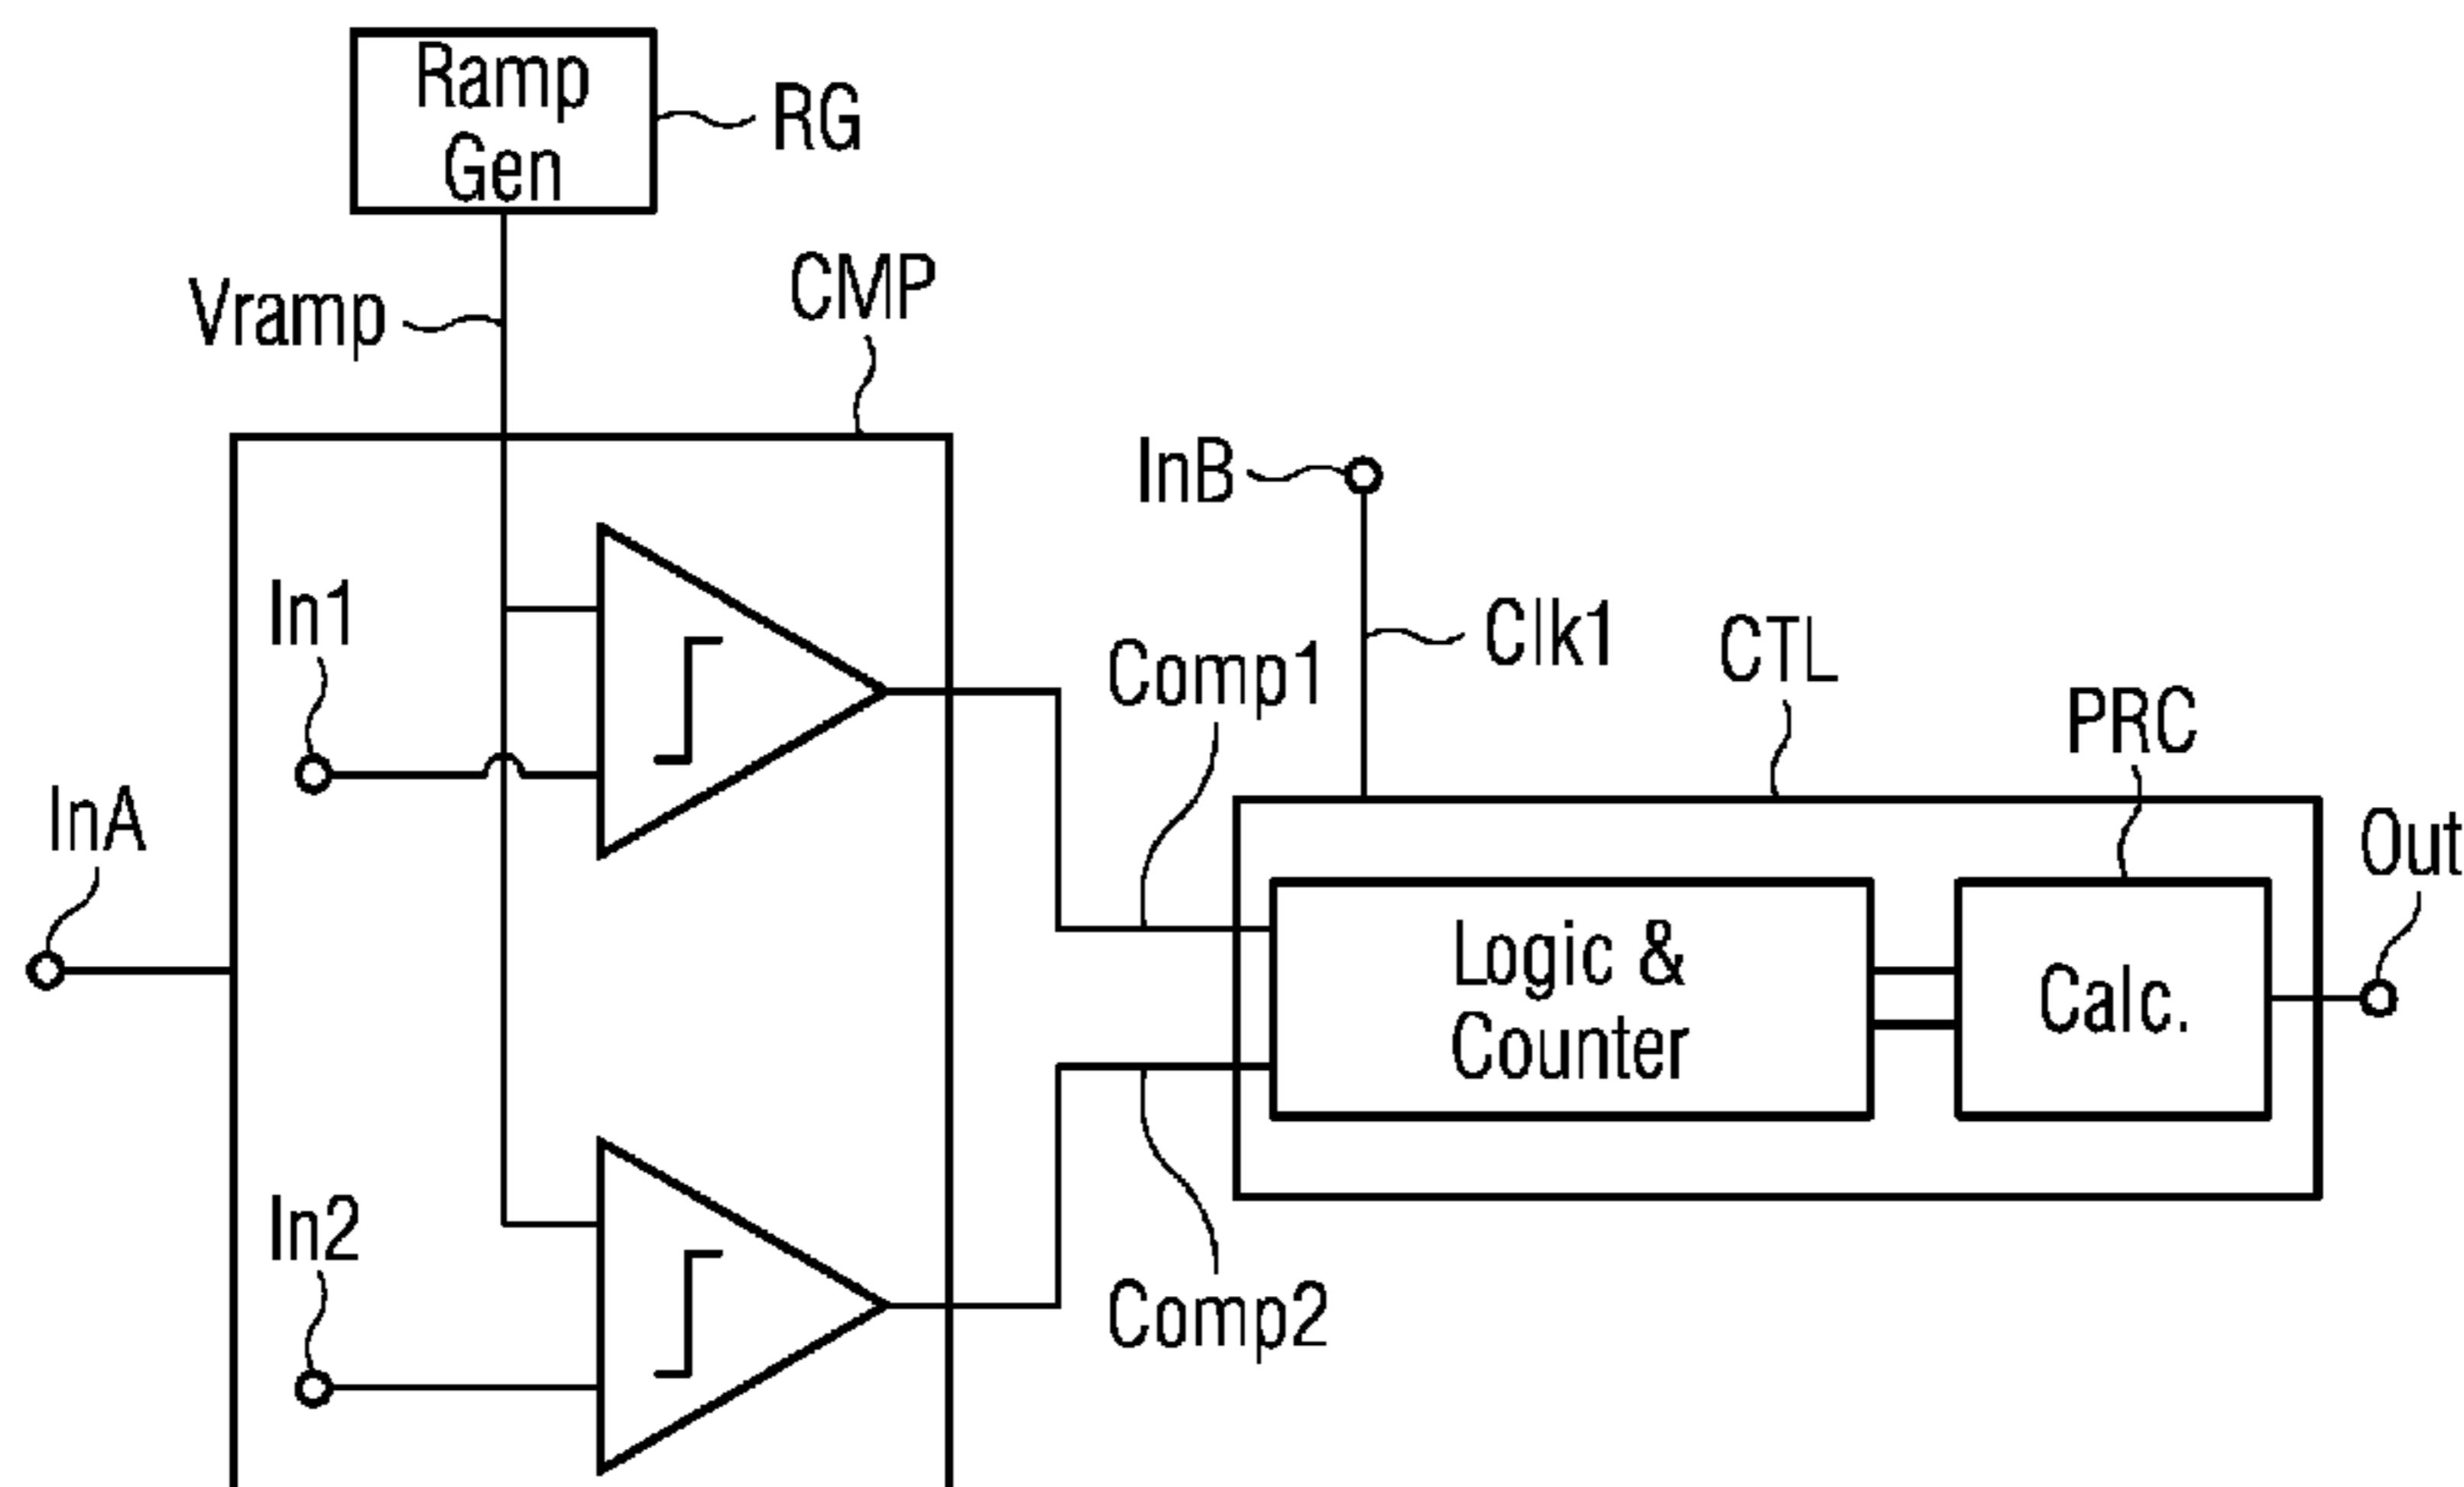 Ramp
Gen
RG
Vramp
CMP
InB
In1
Clk1
Comp1
CTL
PRC
InA
Out
Logic &
Counter
Calc.
In2
Comp2